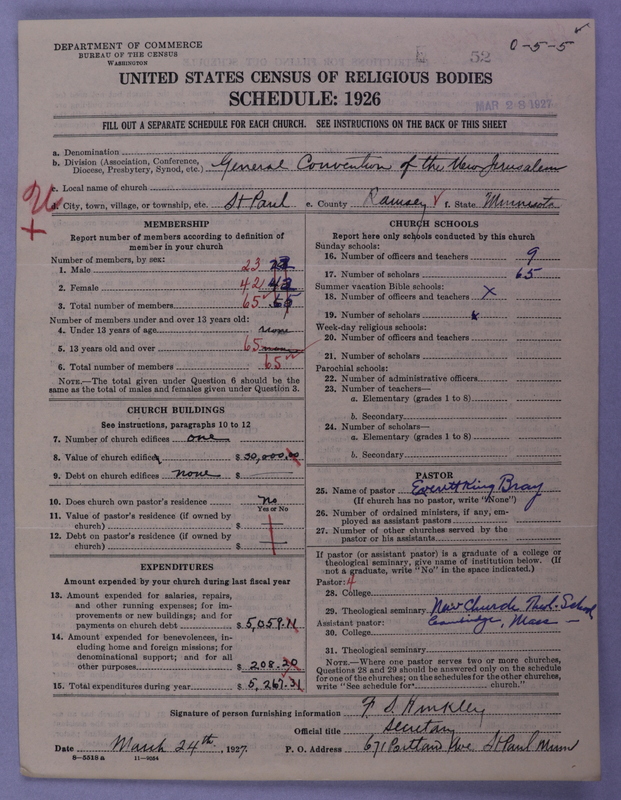 DEPARTMENT OF COMMERCE
BUREAU OF THE CENSUS
WASHINGTON
52
0-5-5
UNITED STATES CENSUS OF RELIGIOUS BODIES
SCHEDULE: 1926
MAR 28 1927
FILL OUT A SEPARATE SCHEDULE FOR EACH CHURCH. SEE INSTRUCTIONS ON THE BACK OF THIS SHEET
a. Denomination
b. Division (Association, Conference, Diocese, Presbytery, Synod, etc.) General Convention of the New Jerusalem
c. Local name of church
d. City, town, village, or township, etc. St Paul e. County Ramsey f. State Minnesota
MEMBERSHIP
Report number of members according to definition of
member in your church
Number of members, by sex:
1. Male 23
2. Female 42
3. Total number of members 65 65
Number of members under and over 13 years old:
4. Under 13 years of age none
5. 13 years old and over 65 none
6. Total number of members 65
NOTE.—The total given under Question 6 should be the
same as the total of males and females given under Question 3.
CHURCH BUILDINGS
See instructions, paragraphs 10 to 12
7. Number of church edifices one
8. Value of church edifices $ 30,000.00
9. Debt on church edifices none $
10. Does church own pastor's residence No
Yes or No
11. Value of pastor's residence (if owned by
church) $
12. Debt on pastor's residence (if owned by
church) $
EXPENDITURES
Amount expended by your church during last fiscal year
13. Amount expended for salaries, repairs,
and other running expenses; for im-
provements or new buildings; and for
payments on church debt $ 5,059.11
14. Amount expended for benevolences, in-
cluding home and foreign missions; for
denominational support; and for all
other purposes $ 208.20
15. Total expenditures during year $ 5,267.31
CHURCH SCHOOLS
Report here only schools conducted by this church
Sunday schools:
16. Number of officers and teachers 9
17. Number of scholars 65
Summer vacation Bible schools:
18. Number of officers and teachers x
19. Number of scholars x
Week-day religious schools:
20. Number of officers and teachers
21. Number of scholars
Parochial schools:
22. Number of administrative officers
23. Number of teachers—
a. Elementary (grades 1 to 8)
b. Secondary
24. Number of scholars—
a. Elementary (grades 1 to 8)
b. Secondary
PASTOR
25. Name of pastor Everett King Bray
(If church has no pastor, write "None")
26. Number of ordained ministers, if any, em-
ployed as assistant pastors
27. Number of other churches served by the
pastor or his assistants
If pastor (or assistant pastor) is a graduate of a college or
theological seminary, give name of institution below. (If
not a graduate, write "No" in the space indicated.)
Pastor:
28. College
29. Theological seminary New Church Theol. School
Assistant pastor: Cambridge, Mass
30. College
31. Theological seminary
NOTE.—Where one pastor serves two or more churches,
Questions 28 and 29 should be answered only on the schedule
for one of the churches; on the schedules for the other churches,
write "See schedule for church."
Signature of person furnishing information F. S. Hinkley
Official title Secretary
Date March 24th, 1927. P. O. Address 671 Portland Ave St Paul Minn
8—5518 a 11—9684